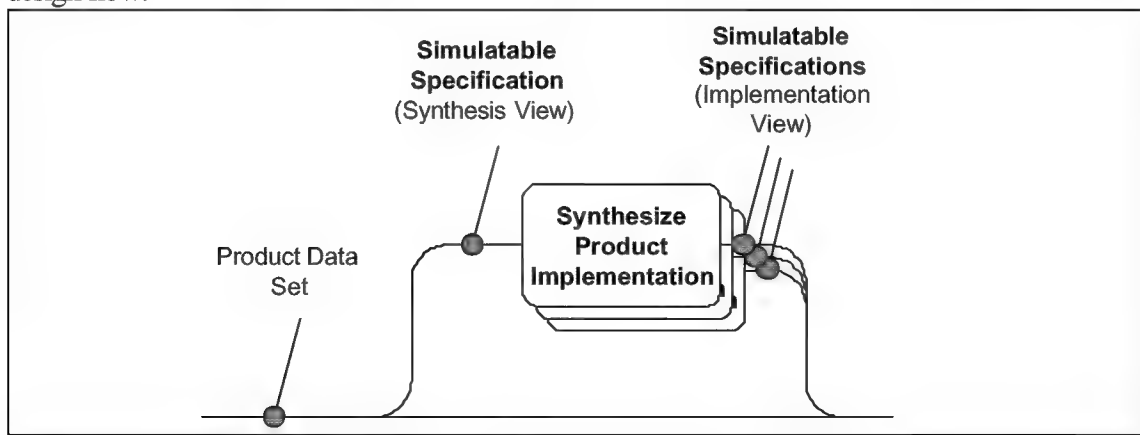 Simulatable
Specification
(Synthesis View)
Simulatable
Specifications
(Implementation
View)
Synthesize
Product
Implementation
Product Data
Set